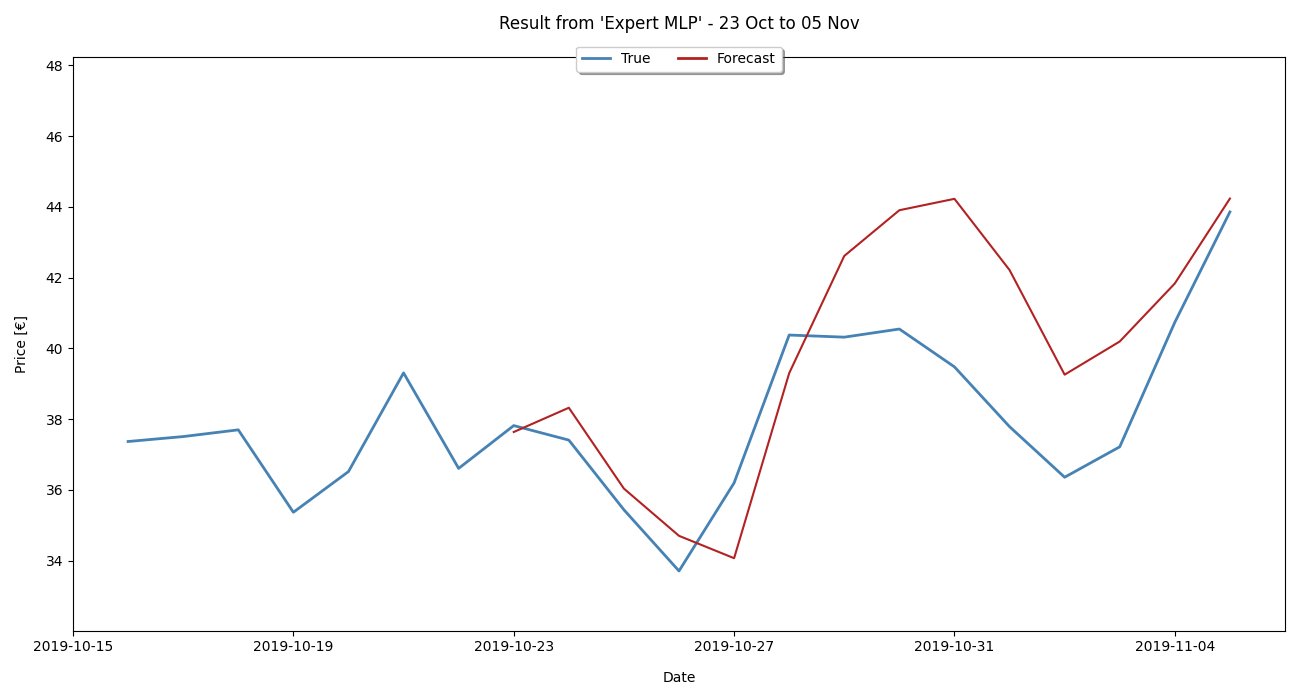 Result from 'Expert MLP' - 23 Oct to 05 Nov
True Forecast
48
46
44
42
40
38
36
34
Price [€]
2019-10-15 2019-10-19 2019-10-23 2019-10-27 2019-10-31 2019-11-04
Date